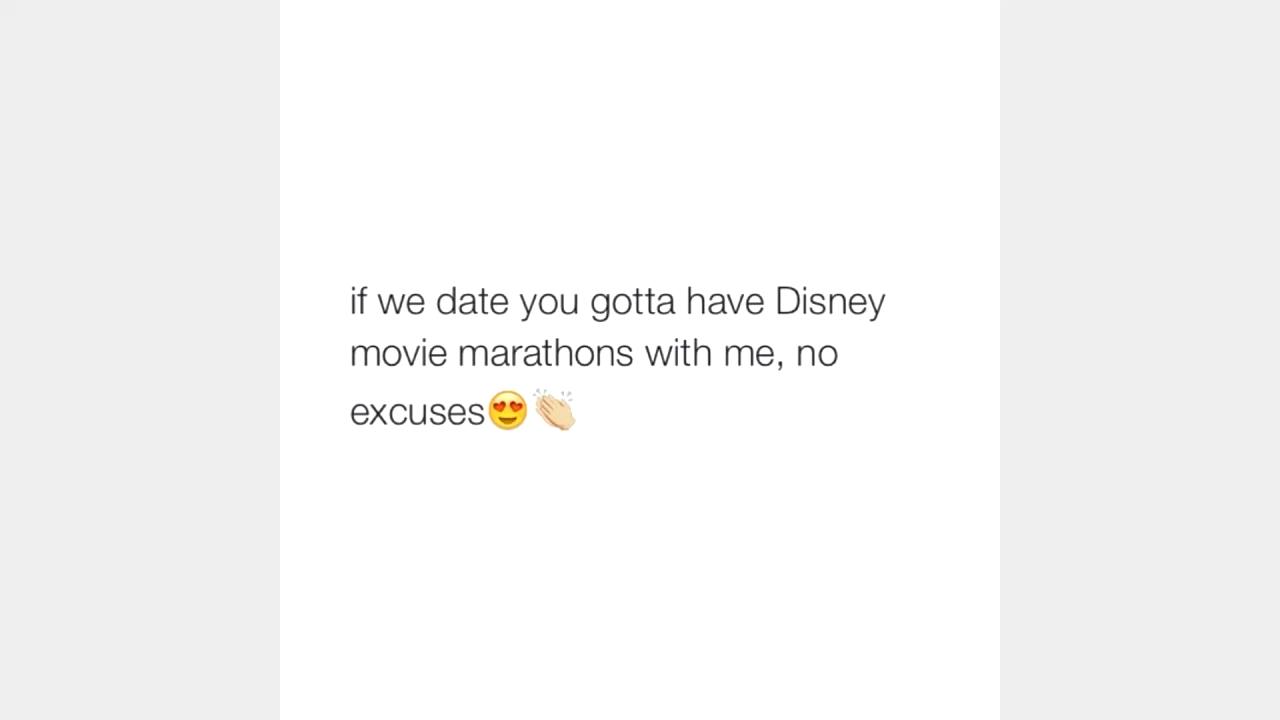 if we date you gotta have Disney
movie marathons with me, no
excuses😍👏🏼